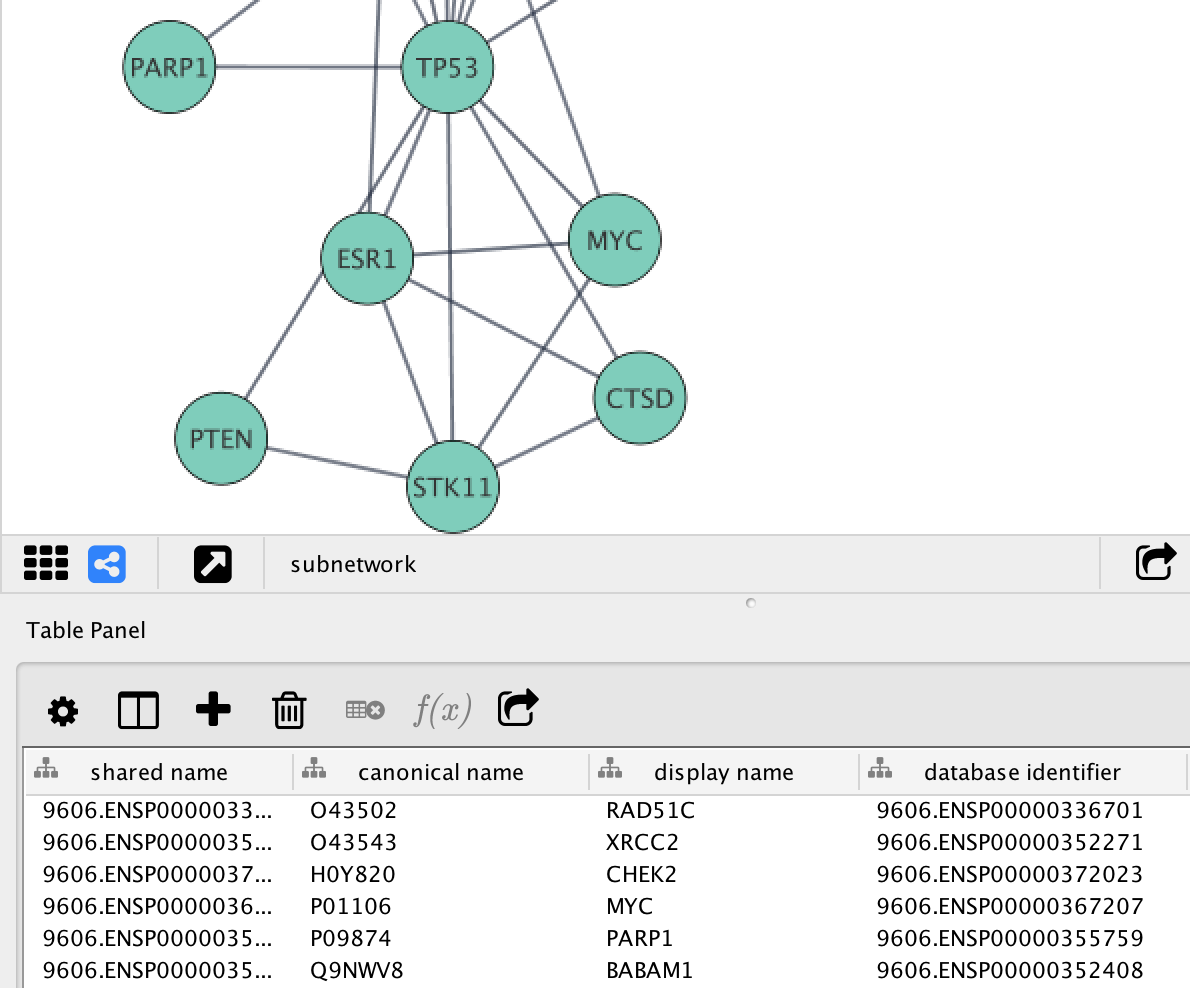 PARP1
TP53
MYC
ESR1
CTSD
PTEN
STK11
subnetwork
Table Panel
f(x)
shared name canonical name display name database identifier
9606.ENSP0000033... O43502 RAD51C 9606.ENSP00000336701
9606.ENSP0000035... O43543 XRCC2 9606.ENSP00000352271
9606.ENSP0000037... H0Y820 CHEK2 9606.ENSP00000372023
9606.ENSP0000036... P01106 MYC 9606.ENSP00000367207
9606.ENSP0000035... P09874 PARP1 9606.ENSP00000355759
9606.ENSP0000035... Q9NWV8 BABAM1 9606.ENSP00000352408